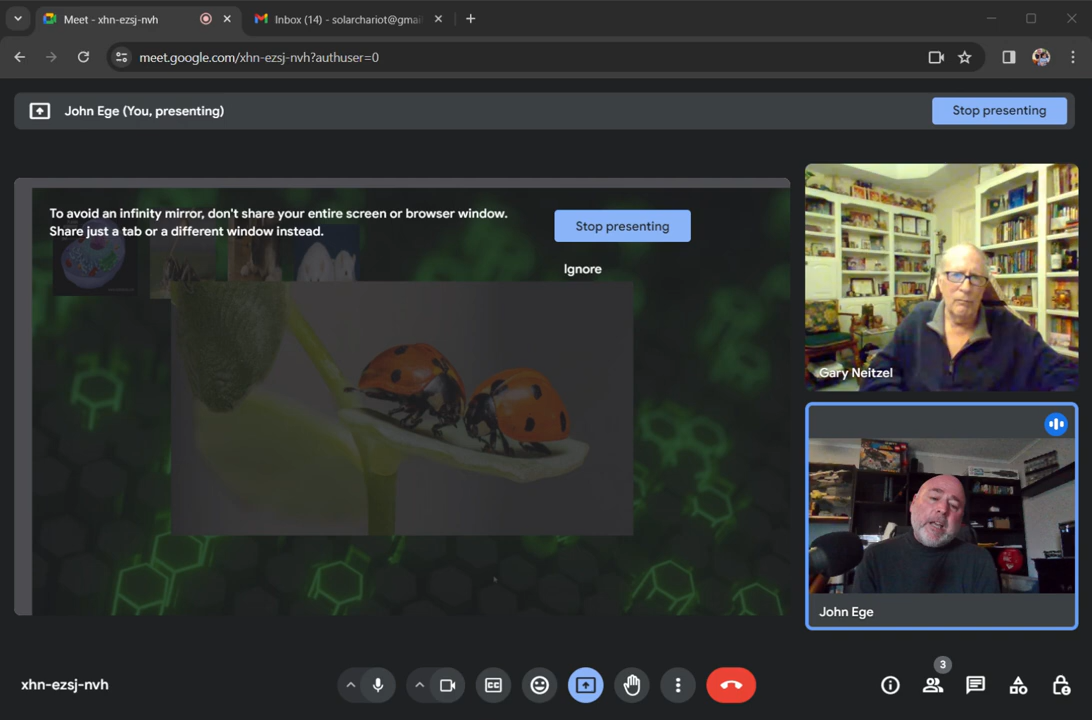 Meet - xhn-ezsj-nvh
Inbox (14) - solarchariot@gmai
meet.google.com/xhn-ezsj-nvh?authuser=0
John Ege (You, presenting)
Stop presenting
To avoid an infinity mirror, don't share your entire screen or browser window.
Share just a tab or a different window instead.
Stop presenting
Ignore
Gary Neitzel
John Ege
xhn-ezsj-nvh
CC
3